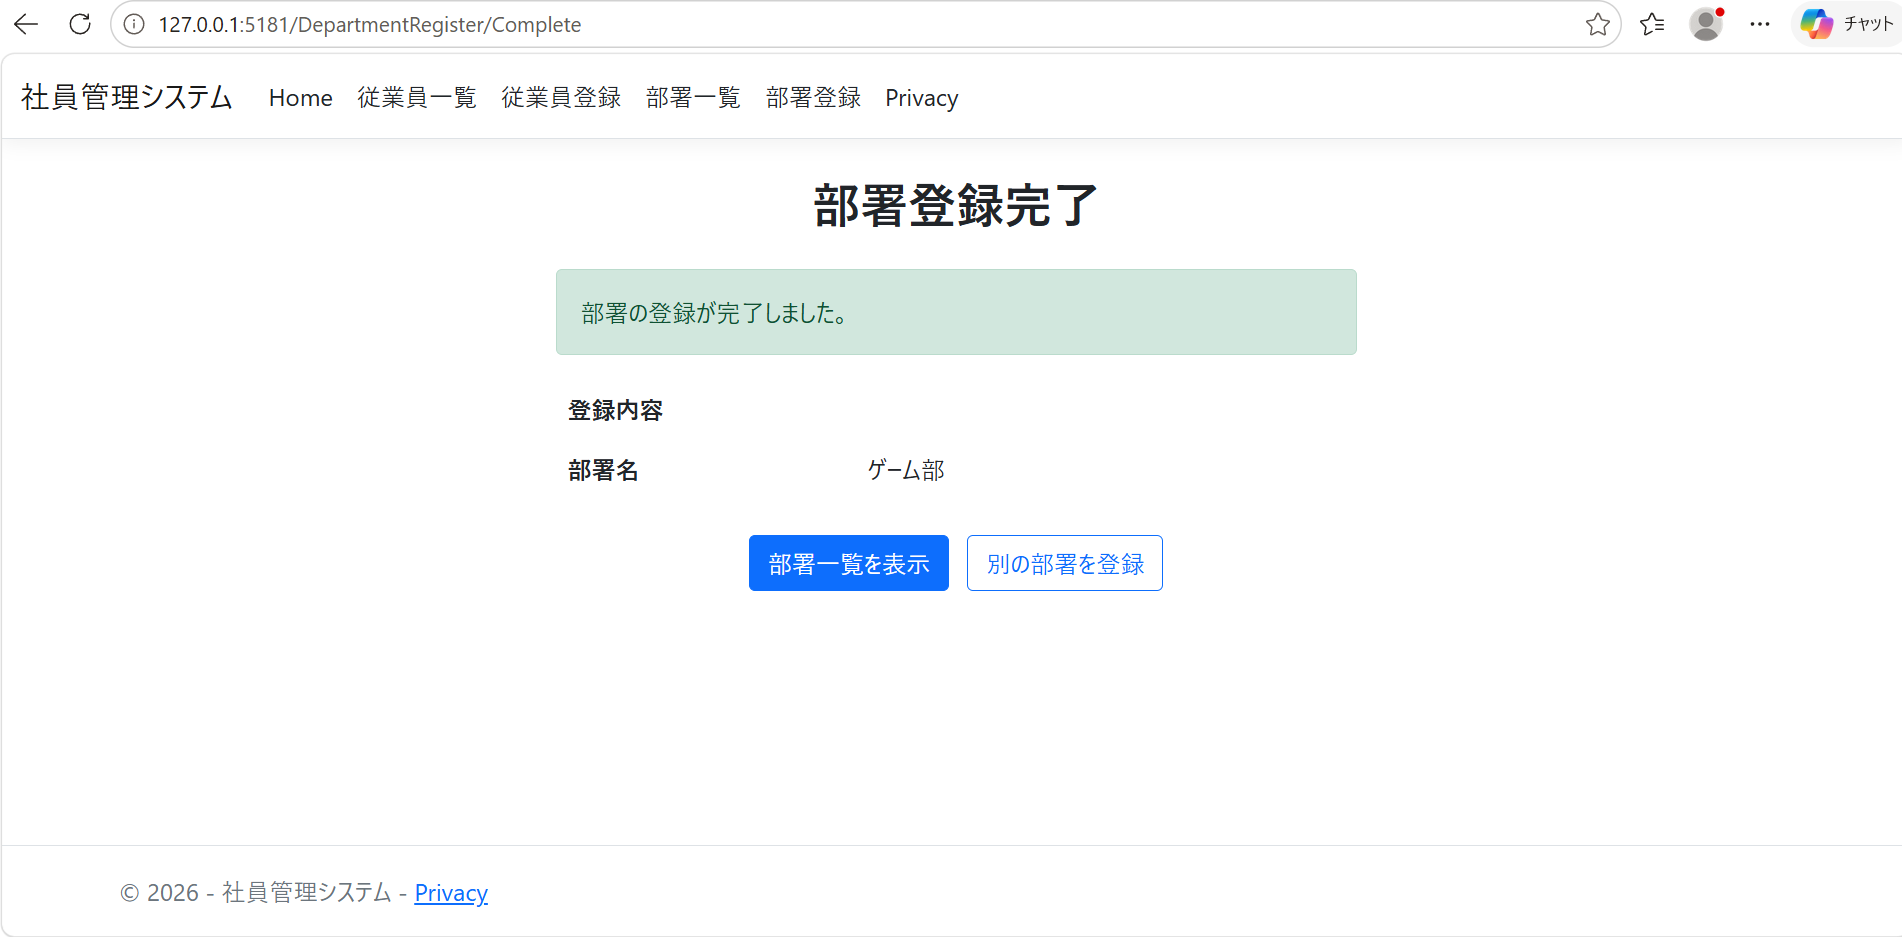 127.0.0.1:5181/DepartmentRegister/Complete
チャット
社員管理システム Home 従業員一覧 従業員登録 部署一覧 部署登録 Privacy
部署登録完了
部署の登録が完了しました。
登録内容
部署名 ゲーム部
部署一覧を表示 別の部署を登録
© 2026 - 社員管理システム - Privacy